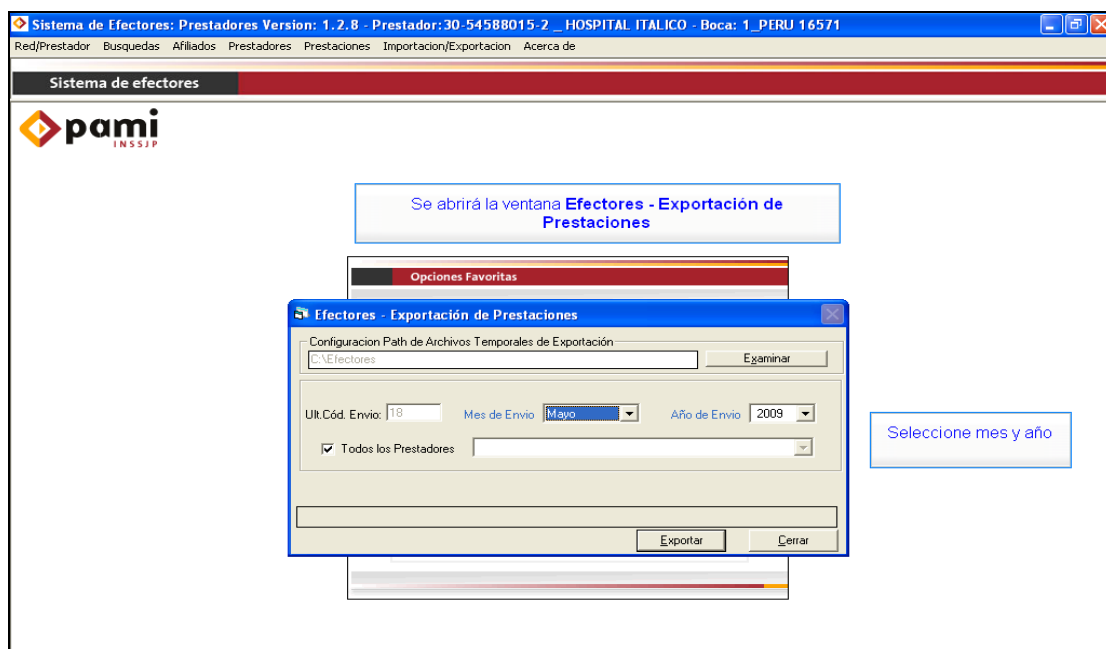 Sistema de Efectores: Prestadores Version: 1.2.8 - Prestador:30-54588015-2 _ HOSPITAL ITALICO - Boca: 1_PERU 16571
Red/Prestador Busquedas Afiliados Prestadores Prestaciones Importacion/Exportacion Acerca de
Sistema de efectores
pami
INSSJP
Se abrirá la ventana Efectores - Exportación de
Prestaciones
Opciones Favoritas
Efectores - Exportación de Prestaciones
Configuracion Path de Archivos Temporales de Exportación
C:\Efectores
Examinar
Ult.Cód. Envio: 18 Mes de Envio Mayo Año de Envio 2009
Todos los Prestadores
Seleccione mes y año
Exportar Cerrar